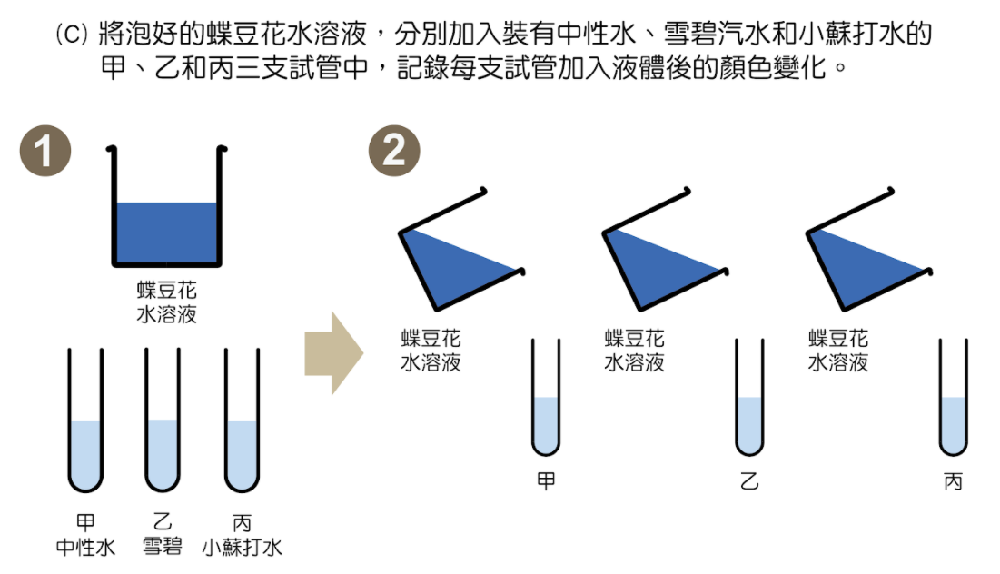 (C) 將泡好的蝶豆花水溶液，分別加入裝有中性水、雪碧汽水和小蘇打水的
甲、乙和丙三支試管中，記錄每支試管加入液體後的顏色變化。
1
蝶豆花
水溶液
甲
中性水
乙
雪碧
丙
小蘇打水
2
蝶豆花
水溶液
甲
蝶豆花
水溶液
乙
蝶豆花
水溶液
丙